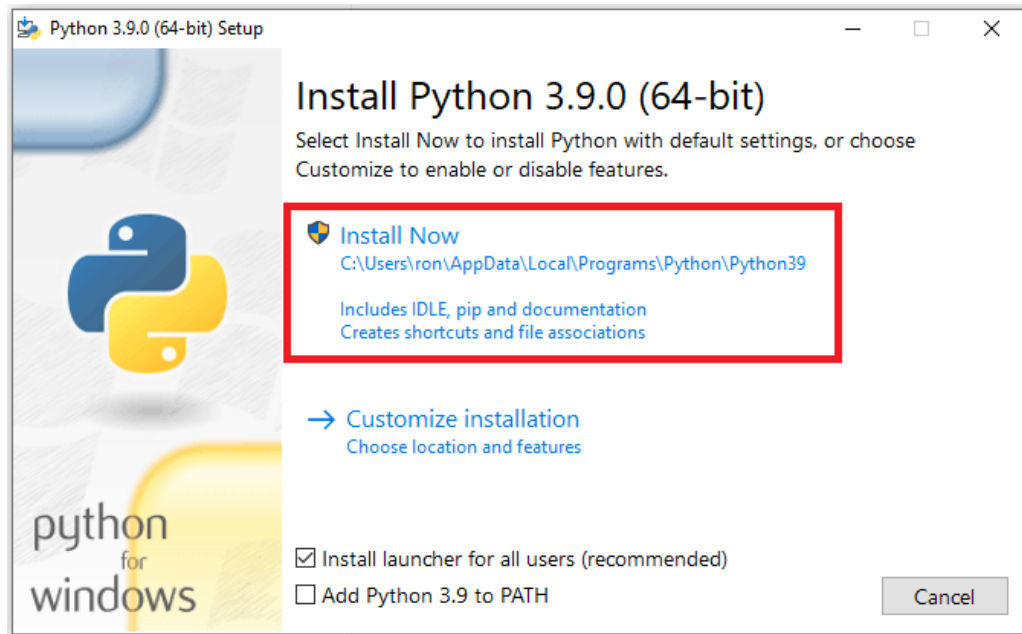 Python 3.9.0 (64-bit) Setup
Install Python 3.9.0 (64-bit)
Select Install Now to install Python with default settings, or choose
Customize to enable or disable features.
Install Now
C:\Users\ron\AppData\Local\Programs\Python\Python39
Includes IDLE, pip and documentation
Creates shortcuts and file associations
Customize installation
Choose location and features
python
for
windows
Install launcher for all users (recommended)
Add Python 3.9 to PATH
Cancel